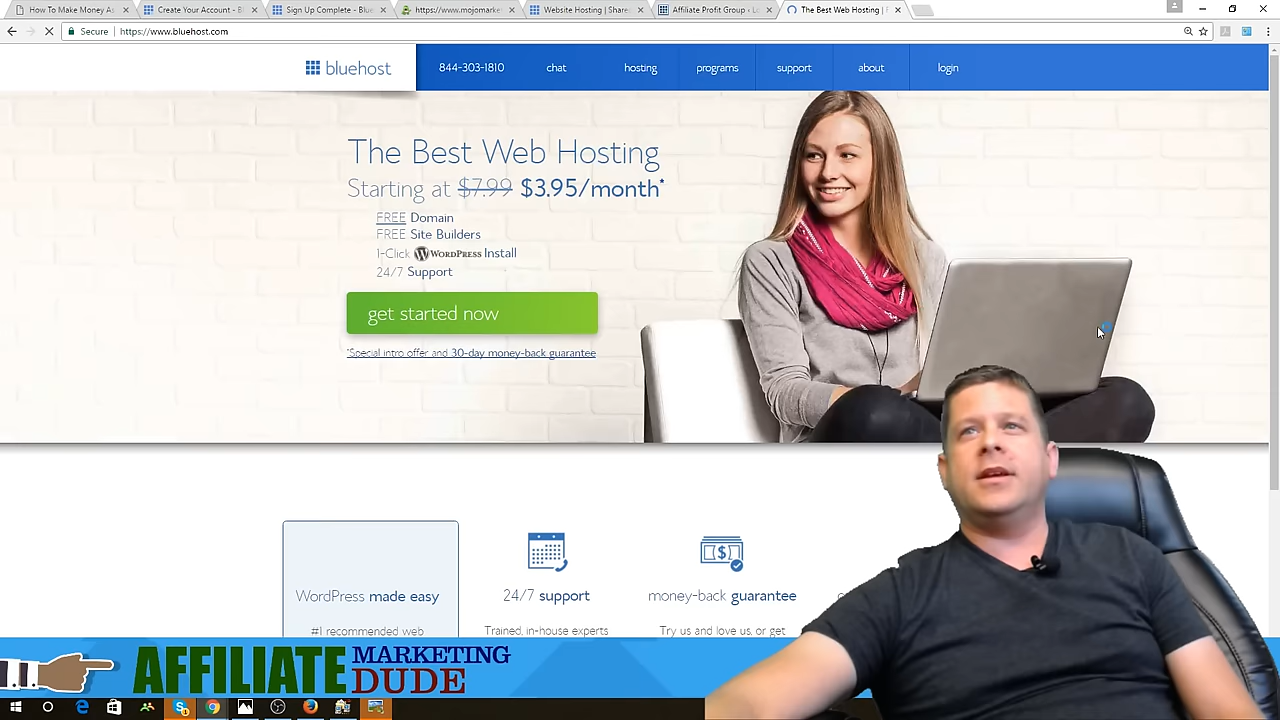 How To Make Money As
Create Your Account - B
Sign Up Complete - Blue
https://www.mojomarke
Website Hosting | Share
Affiliate Profit Group ‹ L
The Best Web Hosting |
Secure | https://www.bluehost.com
bluehost
844-303-1810
chat
hosting
programs
support
about
login
The Best Web Hosting
Starting at $7.99 $3.95/month*
FREE Domain
FREE Site Builders
1-Click WORDPRESS Install
24/7 Support
get started now
*Special intro offer and 30-day money-back guarantee
WordPress made easy
24/7 support
money-back guarantee
#1 recommended web
Trained, in-house experts
Try us and love us, or get
AFFILIATE
MARKETING
DUDE